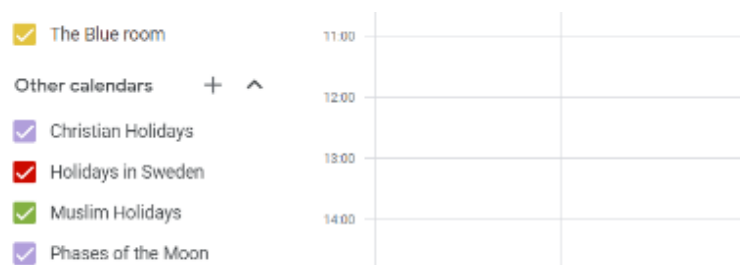 The Blue room
Other calendars
Christian Holidays
Holidays in Sweden
Muslim Holidays
Phases of the Moon
11:00
12:00
13:00
14:00